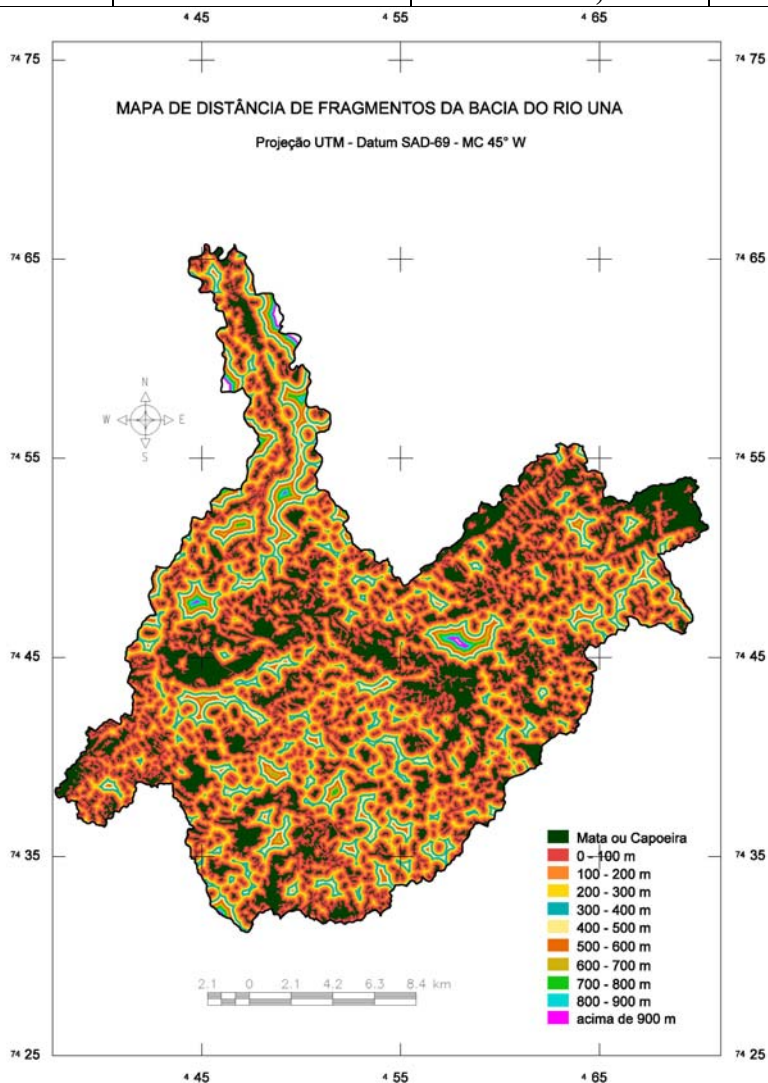 4 45 4 55 4 65
74 75 74 75
MAPA DE DISTÂNCIA DE FRAGMENTOS DA BACIA DO RIO UNA
Projeção UTM - Datum SAD-69 - MC 45° W
74 65 74 65
N
W E
S
74 55 74 55
74 45 74 45
74 35 74 35
Mata ou Capoeira
0 - 100 m
100 - 200 m
200 - 300 m
300 - 400 m
400 - 500 m
500 - 600 m
600 - 700 m
700 - 800 m
800 - 900 m
acima de 900 m
2.1 0 2.1 4.2 6.3 8.4 km
74 25 74 25
4 45 4 55 4 65